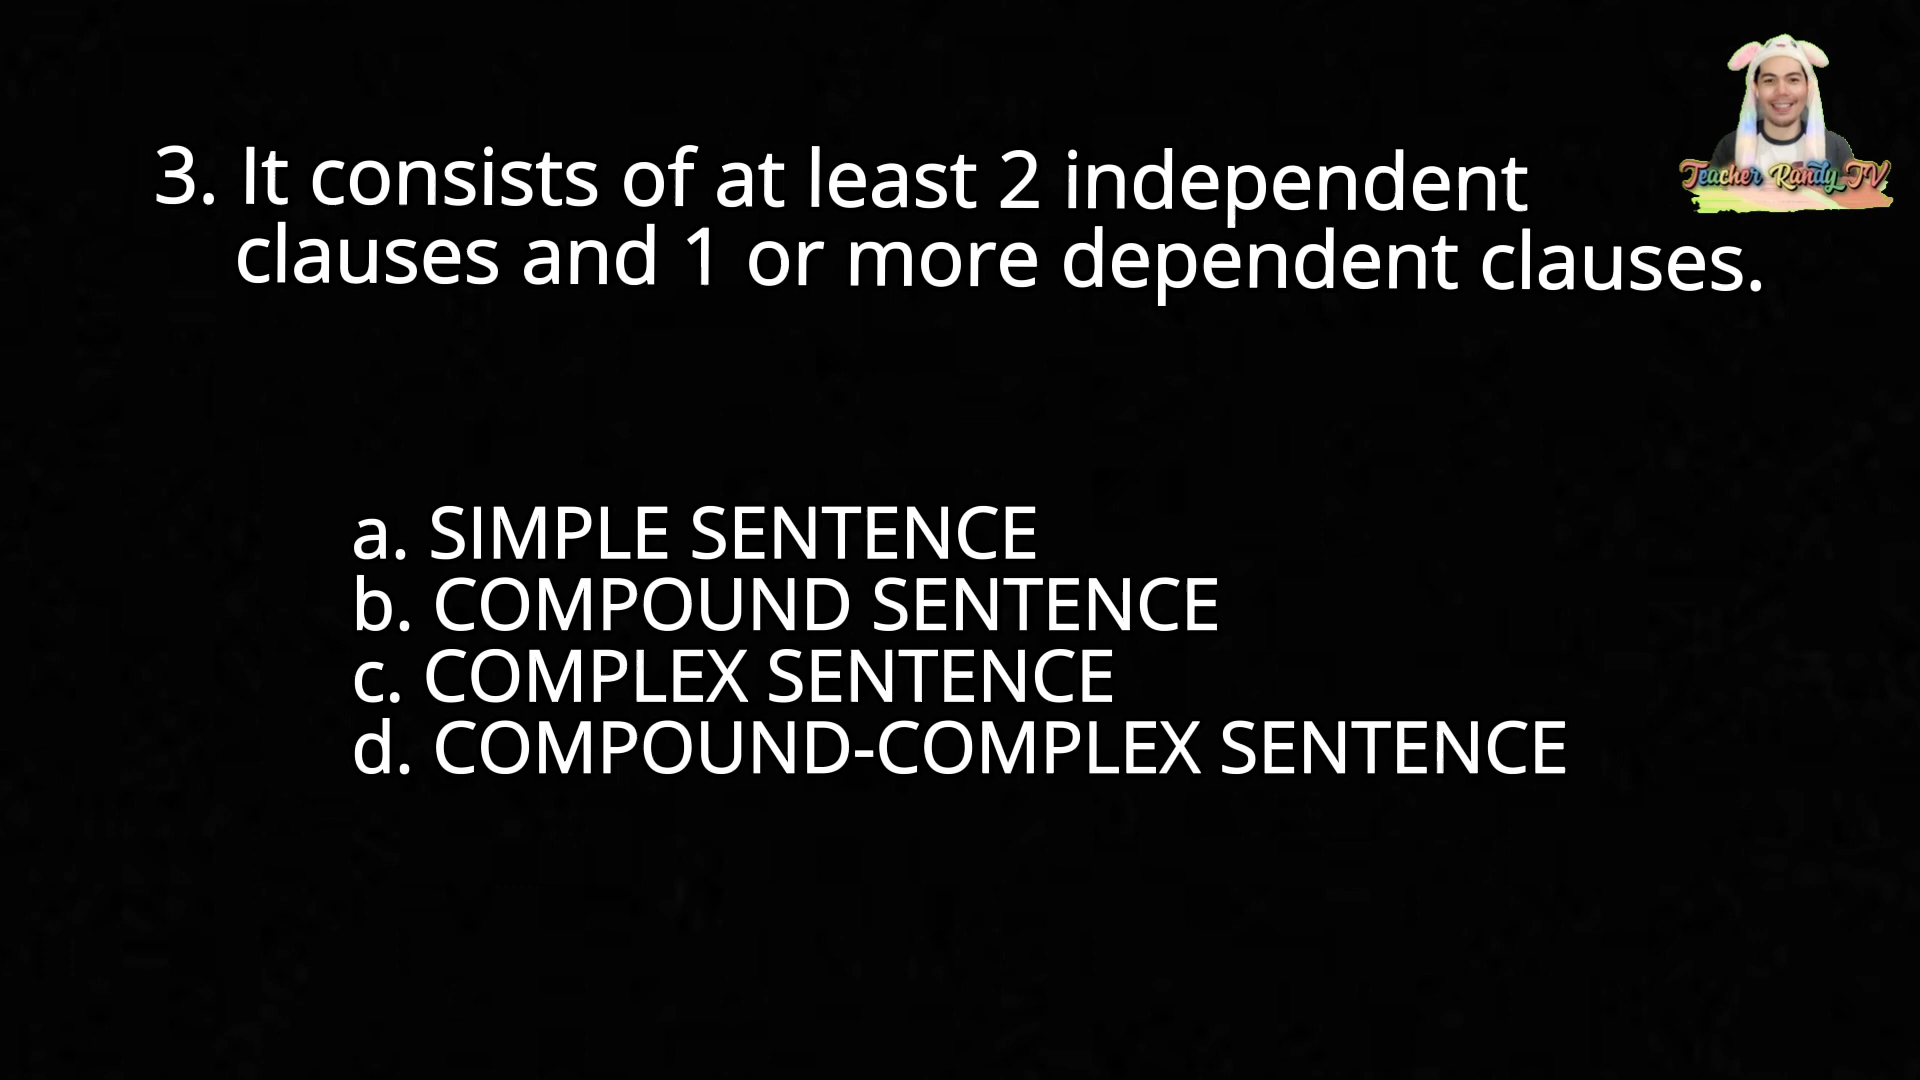 Teacher Randy TV
3. It consists of at least 2 independent
clauses and 1 or more dependent clauses.
a. SIMPLE SENTENCE
b. COMPOUND SENTENCE
c. COMPLEX SENTENCE
d. COMPOUND-COMPLEX SENTENCE